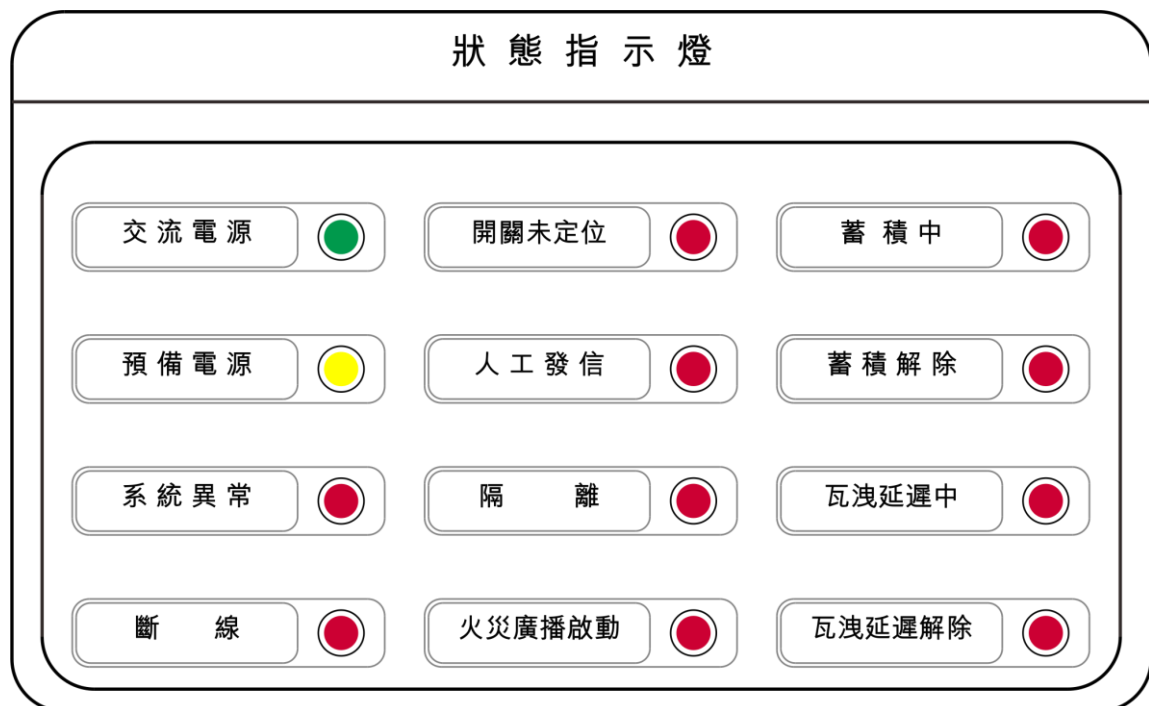 狀態指示燈
交流電源
開關未定位
蓄積中
預備電源
人工發信
蓄積解除
系統異常
隔離
瓦洩延遲中
斷線
火災廣播啟動
瓦洩延遲解除